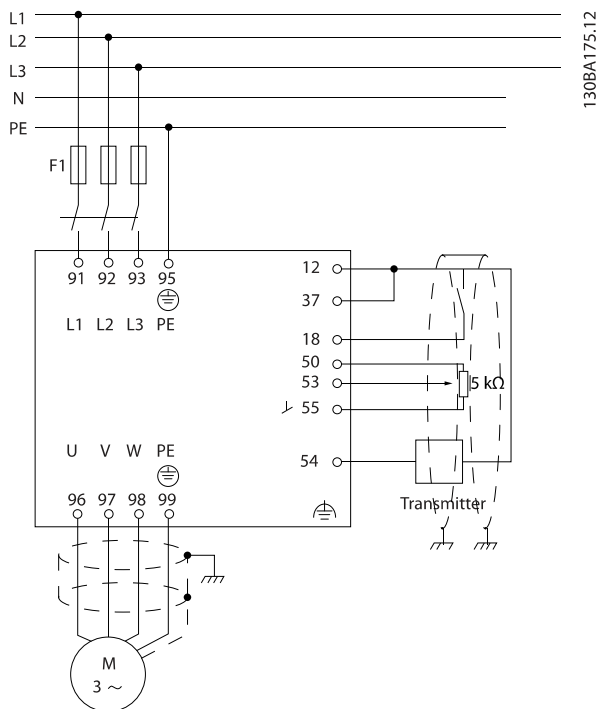 L1
L2
L3
N
PE
130BA175.12
F1
91 92 93 95
L1 L2 L3 PE
12
37
18
50
53
5 kΩ
55
54
Transmitter
U V W PE
96 97 98 99
M
3 ~